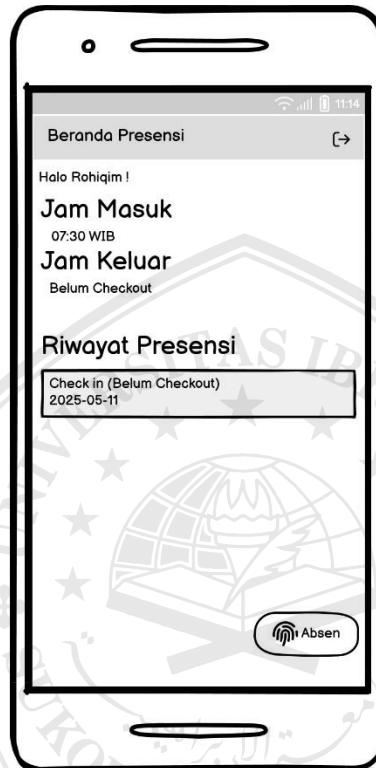 11:14
Beranda Presensi
Halo Rohiqim !
Jam Masuk
07:30 WIB
Jam Keluar
Belum Checkout
Riwayat Presensi
Check in (Belum Checkout)
2025-05-11
Absen